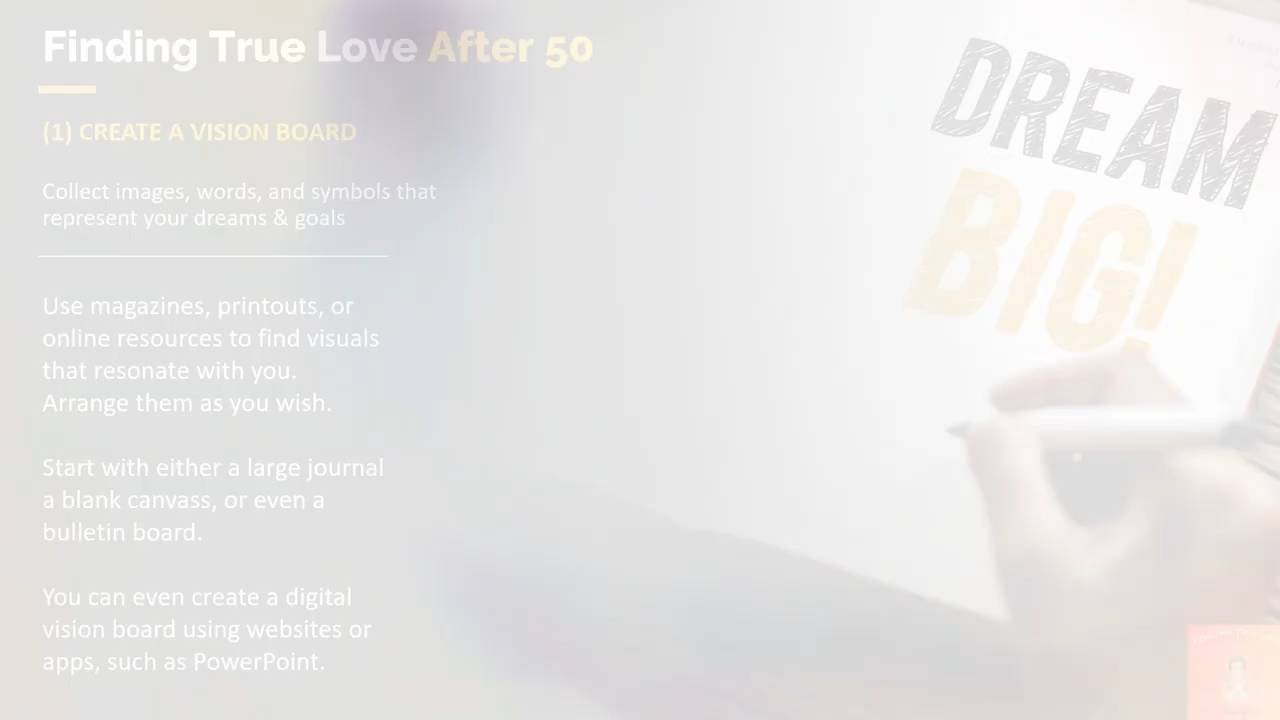 Finding True Love After 50
(1) CREATE A VISION BOARD
Collect images, words, and symbols that
represent your dreams & goals
Use magazines, printouts, or
online resources to find visuals
that resonate with you.
Arrange them as you wish.
Start with either a large journal
a blank canvass, or even a
bulletin board.
You can even create a digital
vision board using websites or
apps, such as PowerPoint.
DREAM
BIG!